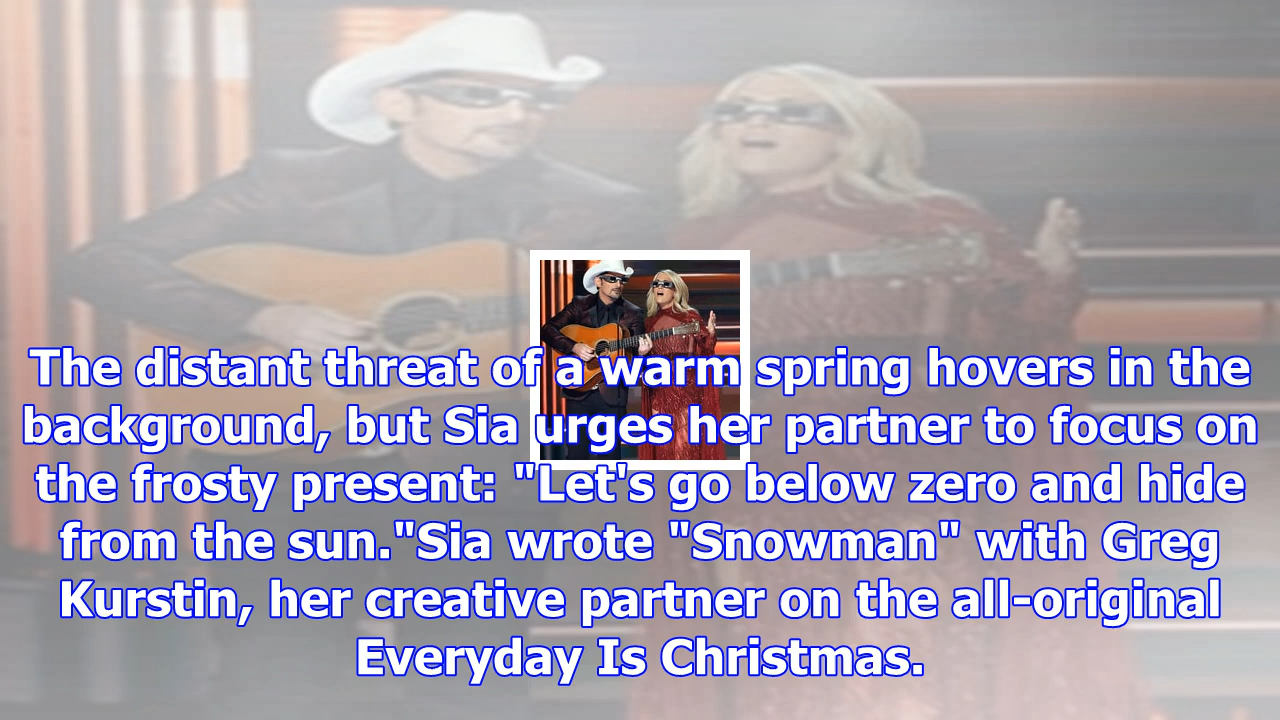 The distant threat of a warm spring hovers in the
background, but Sia urges her partner to focus on
the frosty present: "Let's go below zero and hide
from the sun."Sia wrote "Snowman" with Greg
Kurstin, her creative partner on the all-original
Everyday Is Christmas.